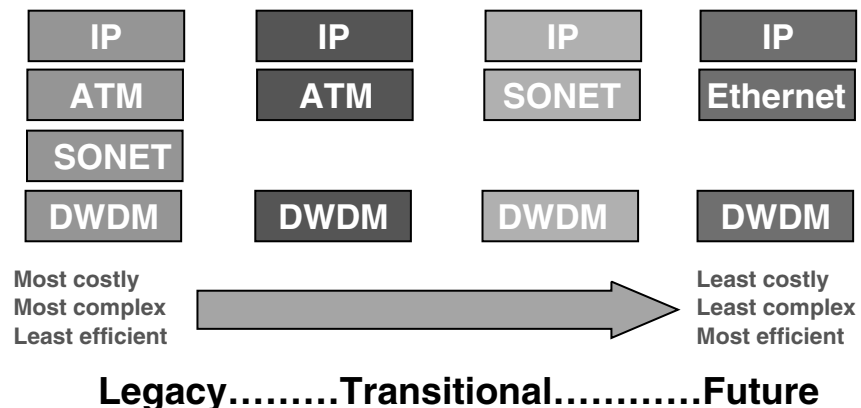 IP IP IP IP
ATM ATM SONET Ethernet
SONET
DWDM DWDM DWDM DWDM
Most costly
Most complex
Least efficient
Least costly
Least complex
Most efficient
Legacy.........Transitional............Future